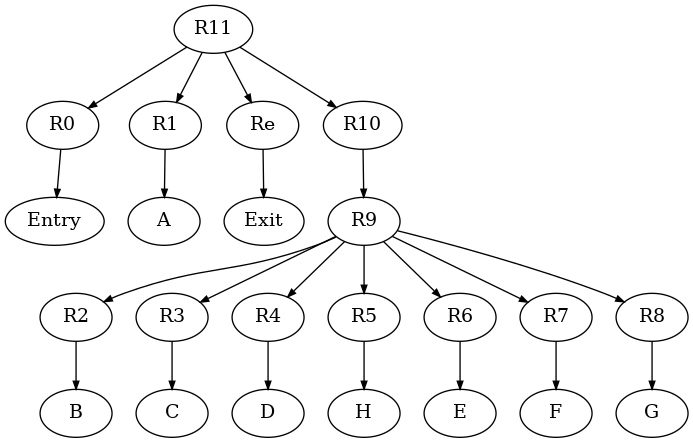 R11
R0 R1 Re R10
Entry A Exit R9
R2 R3 R4 R5 R6 R7 R8
B C D H E F G